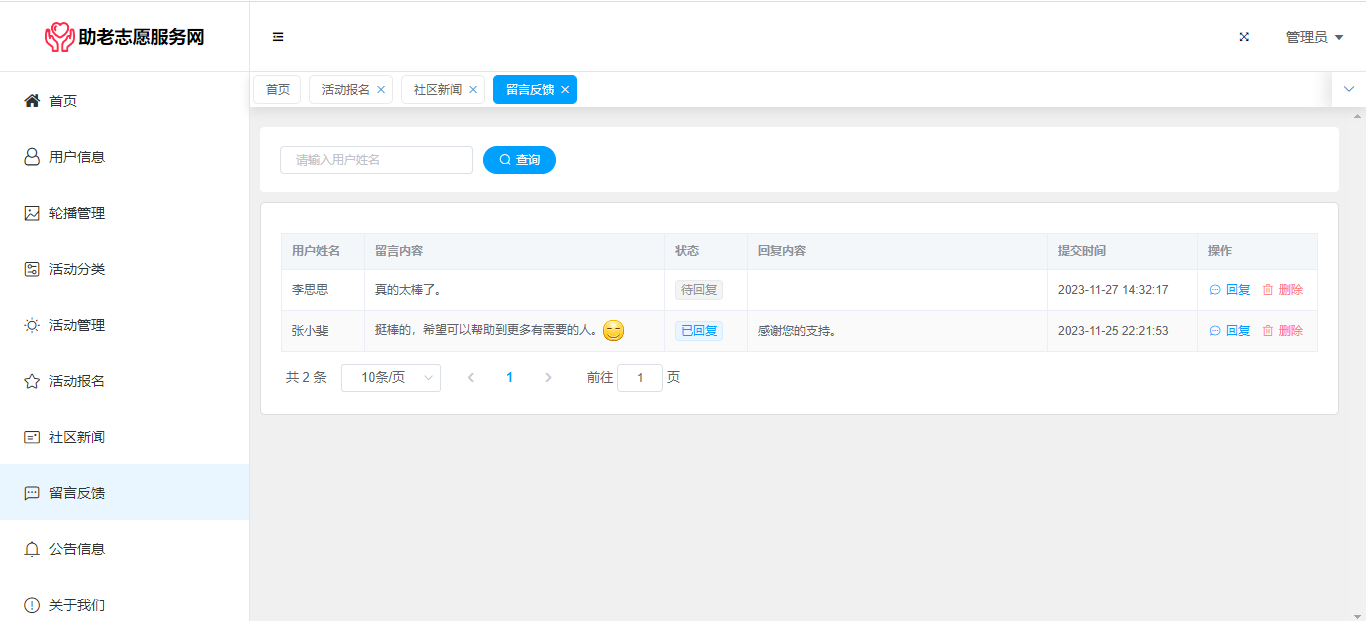 助老志愿服务网
管理员
首页
用户信息
轮播管理
活动分类
活动管理
活动报名
社区新闻
留言反馈
公告信息
关于我们
首页 活动报名 社区新闻 留言反馈
请输入用户姓名 查询
用户姓名 留言内容 状态 回复内容 提交时间 操作
李思思 真的太棒了。 待回复 2023-11-27 14:32:17 回复 删除
张小斐 挺棒的，希望可以帮助到更多有需要的人。 已回复 感谢您的支持。 2023-11-25 22:21:53 回复 删除
共 2 条 10条/页 1 前往 1 页